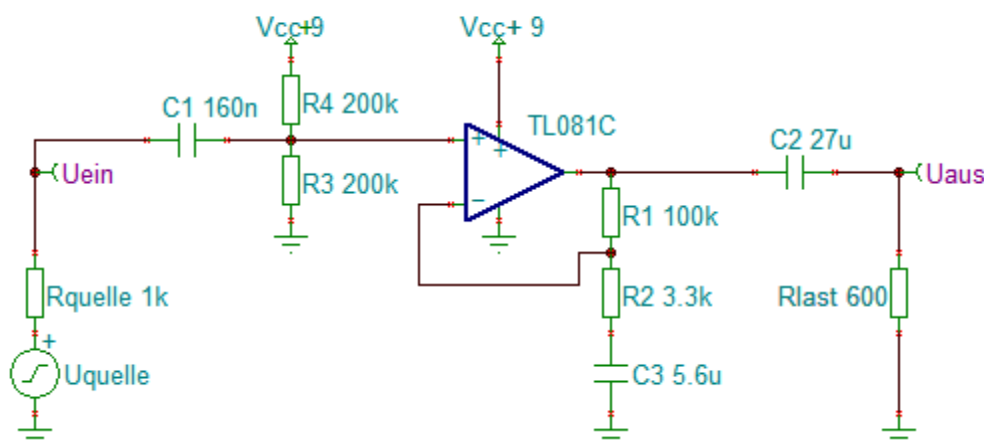 Vcc+9
Vcc+ 9
C1 160n
R4 200k
TL081C
C2 27u
Uein
+
+
Uaus
R3 200k
-
R1 100k
Rquelle 1k
R2 3.3k
Rlast 600
+
Uquelle
C3 5.6u